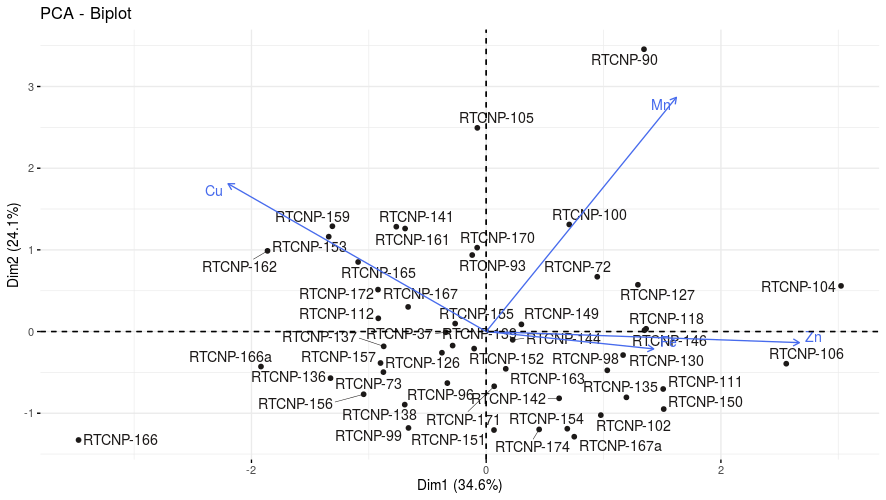 PCA - Biplot
RTCNP-90
Mn
RTCNP-105
Cu
RTCNP-159
RTCNP-141
RTCNP-100
RTCNP-153
RTCNP-161
RTCNP-170
RTCNP-162
RTCNP-165
RTCNP-93
RTCNP-72
RTCNP-104
RTCNP-172
RTCNP-167
RTCNP-127
RTCNP-112
RTCNP-155
RTCNP-149
RTCNP-118
RTCNP-137
RTCNP-37
RTCNP-144
RTCNP-146
Zn
RTCNP-166a
RTCNP-157
RTCNP-126
RTCNP-152
RTCNP-98
RTCNP-130
RTCNP-106
RTCNP-136
RTCNP-73
RTCNP-163
RTCNP-135
RTCNP-111
RTCNP-156
RTCNP-96
RTCNP-142
RTCNP-150
RTCNP-138
RTCNP-171
RTCNP-154
RTCNP-102
RTCNP-166
RTCNP-99
RTCNP-151
RTCNP-174
RTCNP-167a
3
2
1
0
-1
-2
0
2
Dim1 (34.6%)
Dim2 (24.1%)